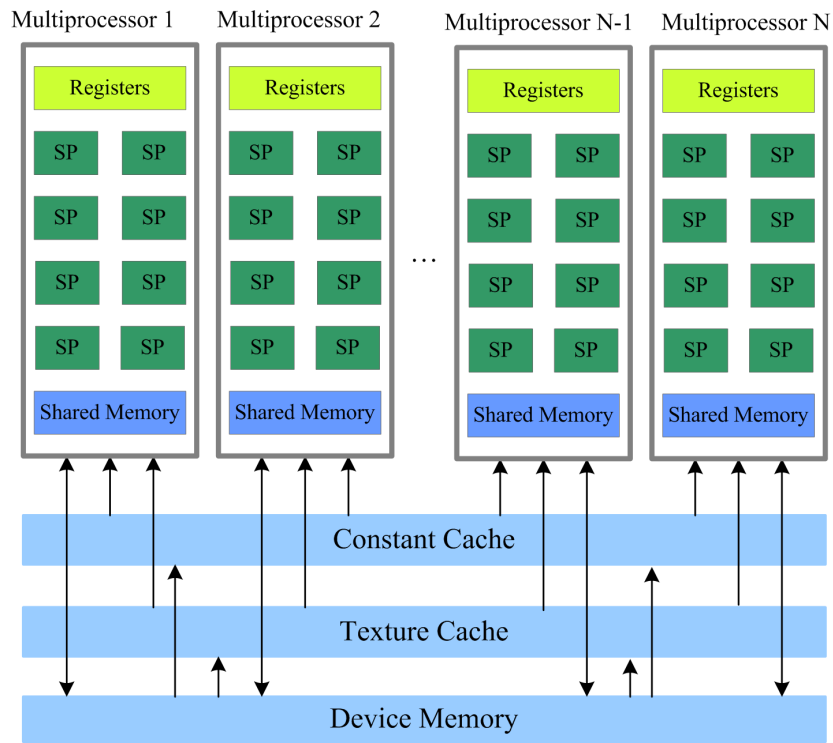 Multiprocessor 1
Multiprocessor 2
Multiprocessor N-1
Multiprocessor N
Registers
Registers
Registers
Registers
SP SP
SP SP
SP SP
SP SP
SP SP
SP SP
SP SP
SP SP
...
SP SP
SP SP
SP SP
SP SP
SP SP
SP SP
SP SP
SP SP
Shared Memory
Shared Memory
Shared Memory
Shared Memory
Constant Cache
Texture Cache
Device Memory